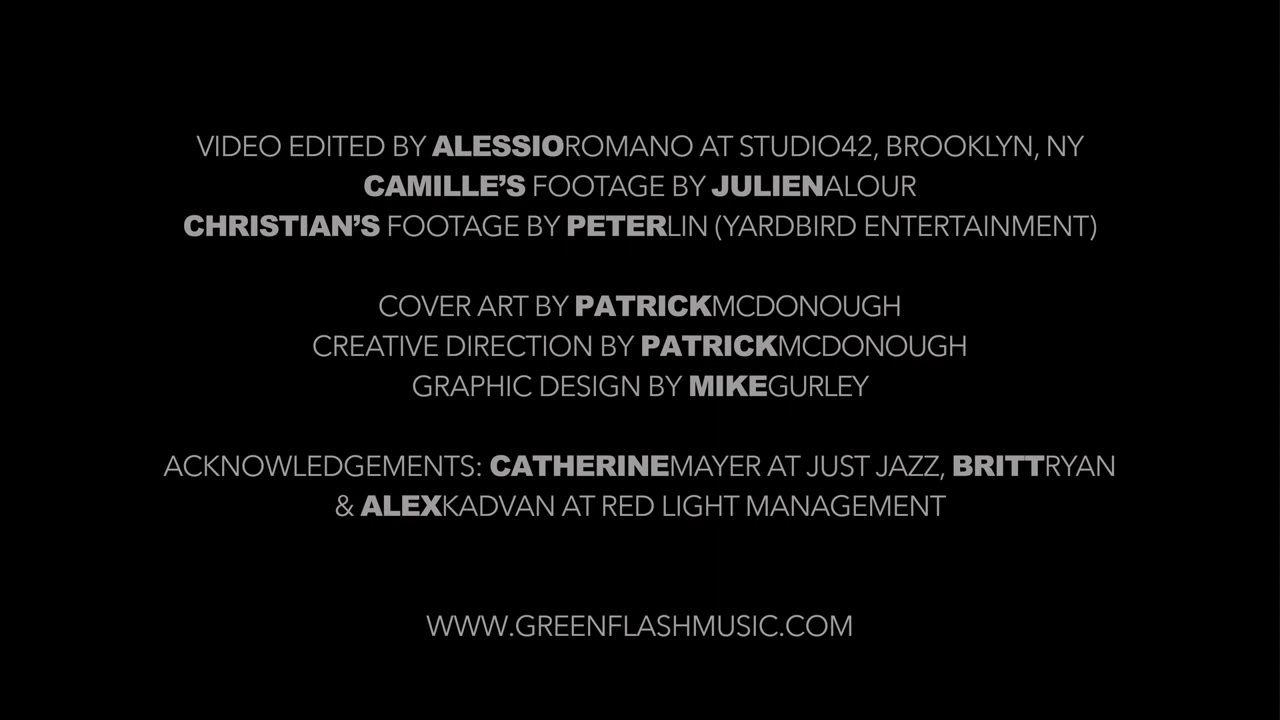 VIDEO EDITED BY ALESSIOROMANO AT STUDIO42, BROOKLYN, NY
CAMILLE'S FOOTAGE BY JULIENALOUR
CHRISTIAN'S FOOTAGE BY PETERLIN (YARDBIRD ENTERTAINMENT)
COVER ART BY PATRICKMCDONOUGH
CREATIVE DIRECTION BY PATRICKMCDONOUGH
GRAPHIC DESIGN BY MIKEGURLEY
ACKNOWLEDGEMENTS: CATHERINEMAYER AT JUST JAZZ, BRITTRYAN
& ALEXKADVAN AT RED LIGHT MANAGEMENT
WWW.GREENFLASHMUSIC.COM